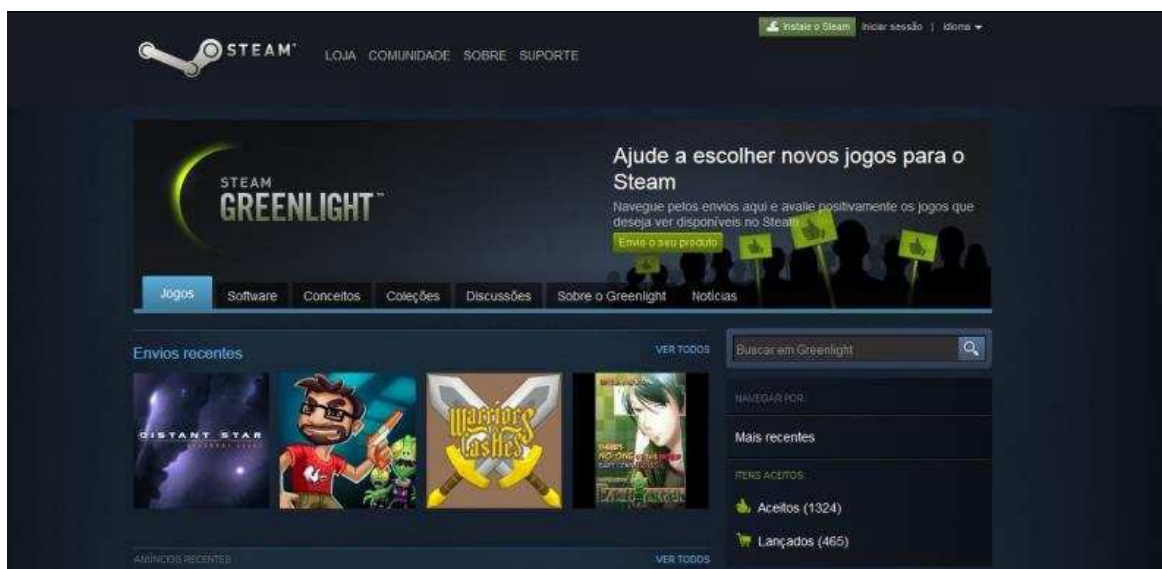 Instale o Steam
Iniciar sessão | idioma
STEAM
LOJA COMUNIDADE SOBRE SUPORTE
STEAM
GREENLIGHT
Ajude a escolher novos jogos para o
Steam
Navegue pelos envios aqui e avalie positivamente os jogos que
deseja ver disponíveis no Steam.
Envie o seu produto
Jogos Software Conceitos Coleções Discussões Sobre o Greenlight Notícias
Envios recentes
VER TODOS
Buscar em Greenlight
DISTANT STAR
Warriors
Castles
NAVEGAR POR:
Mais recentes
ITENS ACEITOS:
Aceitos (1324)
Lançados (465)
ANÚNCIOS RECENTES
VER TODOS